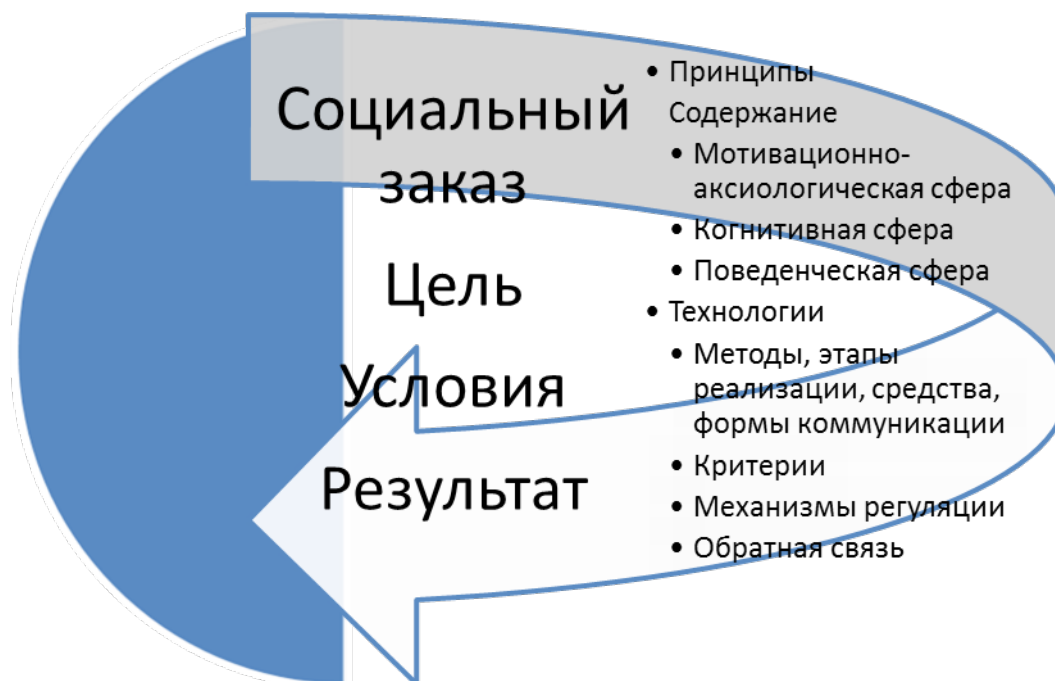 Социальный
заказ
Цель
Условия
Результат
• Принципы
Содержание
• Мотивационно-
аксиологическая сфера
• Когнитивная сфера
• Поведенческая сфера
• Технологии
• Методы, этапы
реализации, средства,
формы коммуникации
• Критерии
• Механизмы регуляции
• Обратная связь